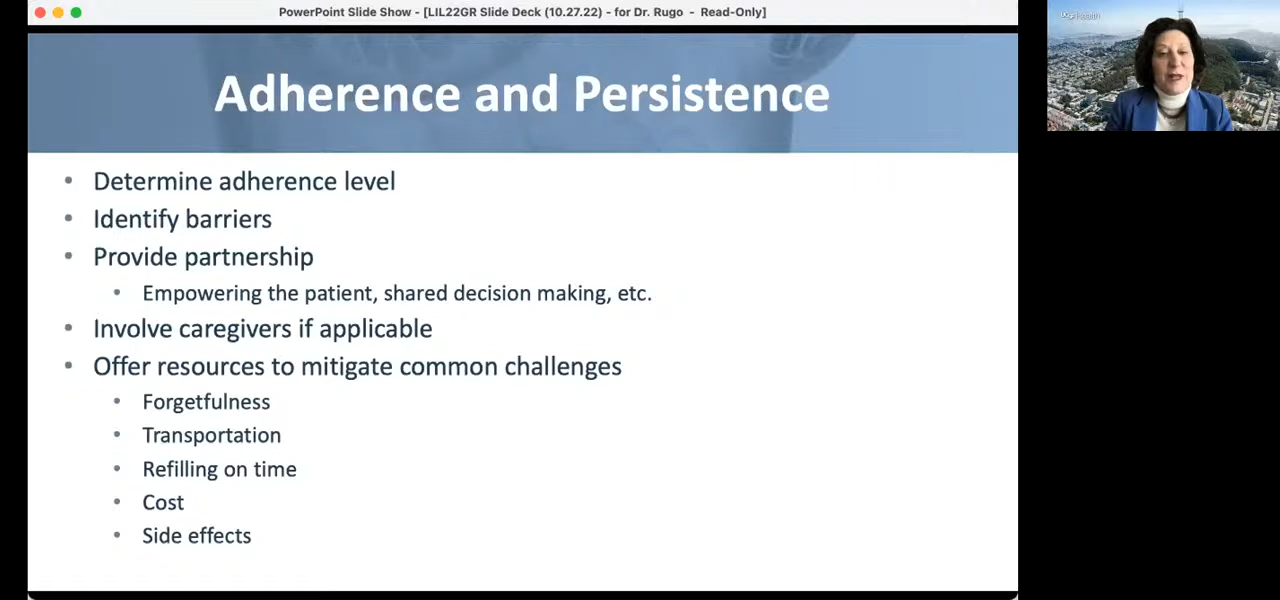 PowerPoint Slide Show - [LIL22GR Slide Deck (10.27.22) - for Dr. Rugo - Read-Only]
UCSF Health
Adherence and Persistence
• Determine adherence level
• Identify barriers
• Provide partnership
• Empowering the patient, shared decision making, etc.
• Involve caregivers if applicable
• Offer resources to mitigate common challenges
• Forgetfulness
• Transportation
• Refilling on time
• Cost
• Side effects